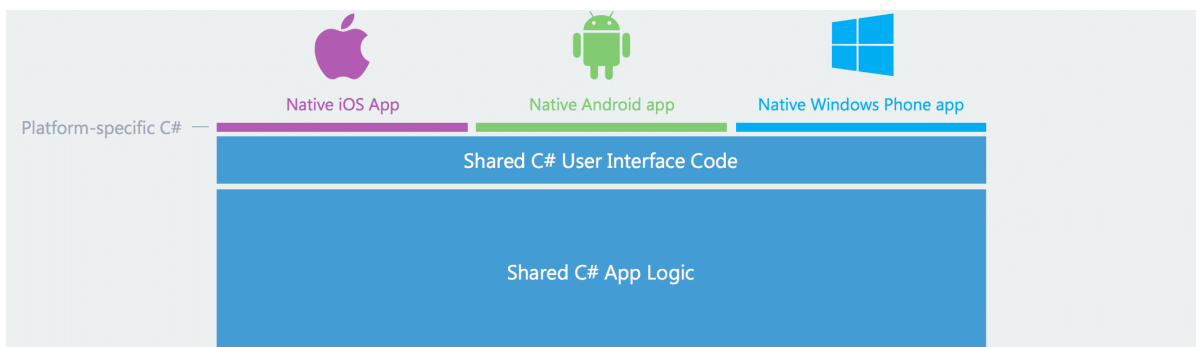 Native iOS App
Native Android app
Native Windows Phone app
Platform-specific C#
Shared C# User Interface Code
Shared C# App Logic